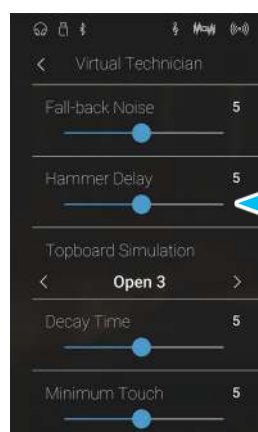 Virtual Technician
Fall-back Noise 5
Hammer Delay 5
Topboard Simulation
Open 3
Decay Time 5
Minimum Touch 5